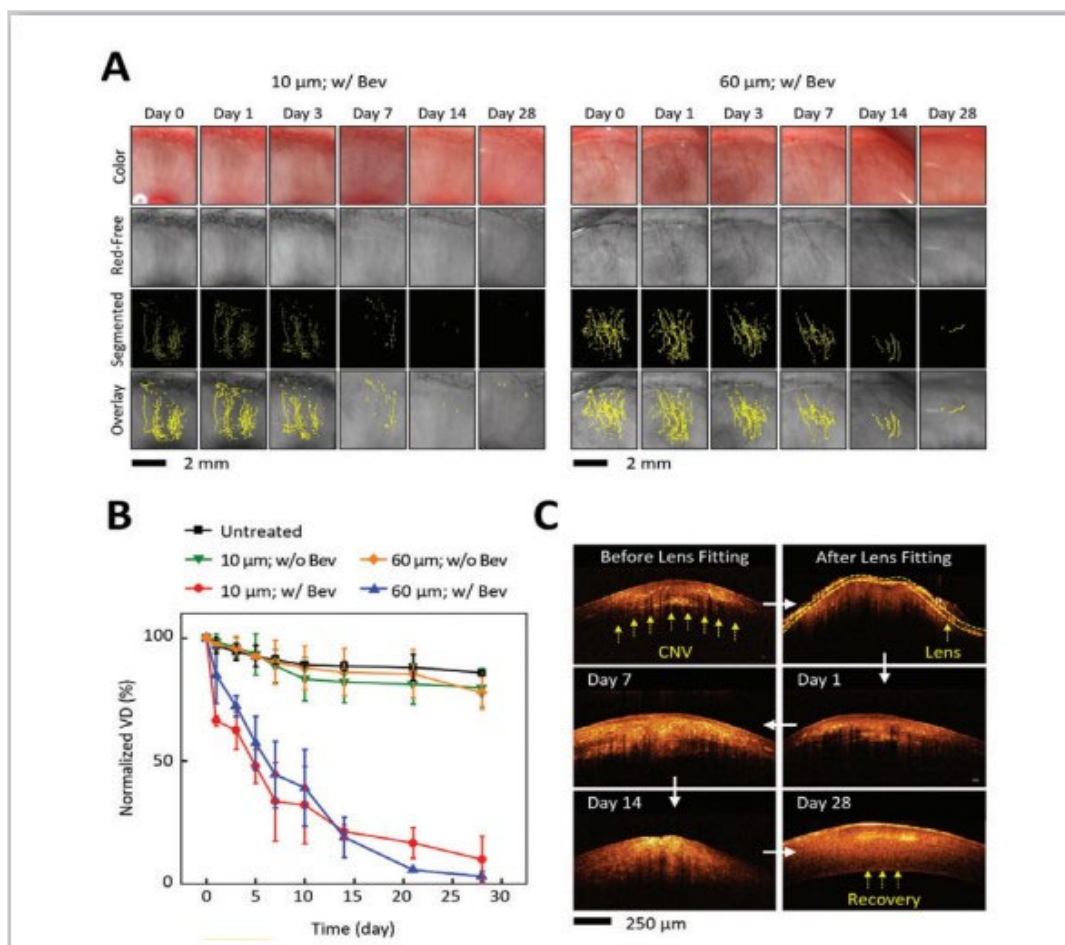 A
10 µm; w/ Bev
60 µm; w/ Bev
Day 0 Day 1 Day 3 Day 7 Day 14 Day 28
Day 0 Day 1 Day 3 Day 7 Day 14 Day 28
Color
Red-Free
Segmented
Overlay
2 mm
2 mm
B
Untreated
10 µm; w/o Bev
60 µm; w/o Bev
10 µm; w/ Bev
60 µm; w/ Bev
Normalized VD (%)
100
50
0
0 5 10 15 20 25 30
Time (day)
C
Before Lens Fitting
After Lens Fitting
CNV
Lens
Day 7
Day 1
Day 14
Day 28
Recovery
250 µm